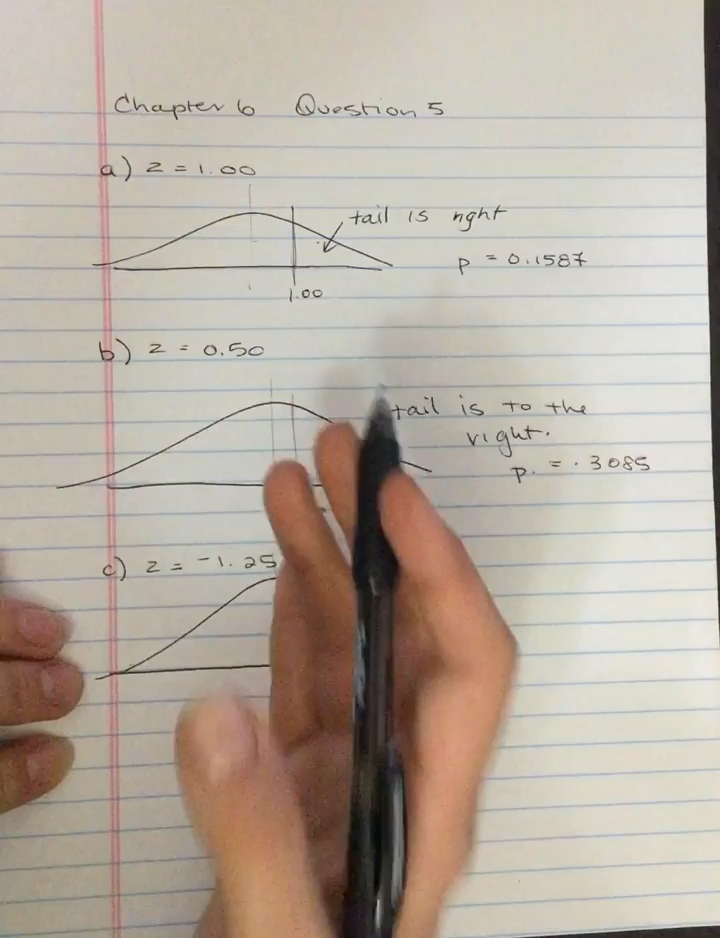 Chapter 6 Question 5
a) z = 1.00
tail is right
p = 0.1587
1.00
b) z = 0.50
tail is to the
right.
p. = .3085
c) z = -1.25